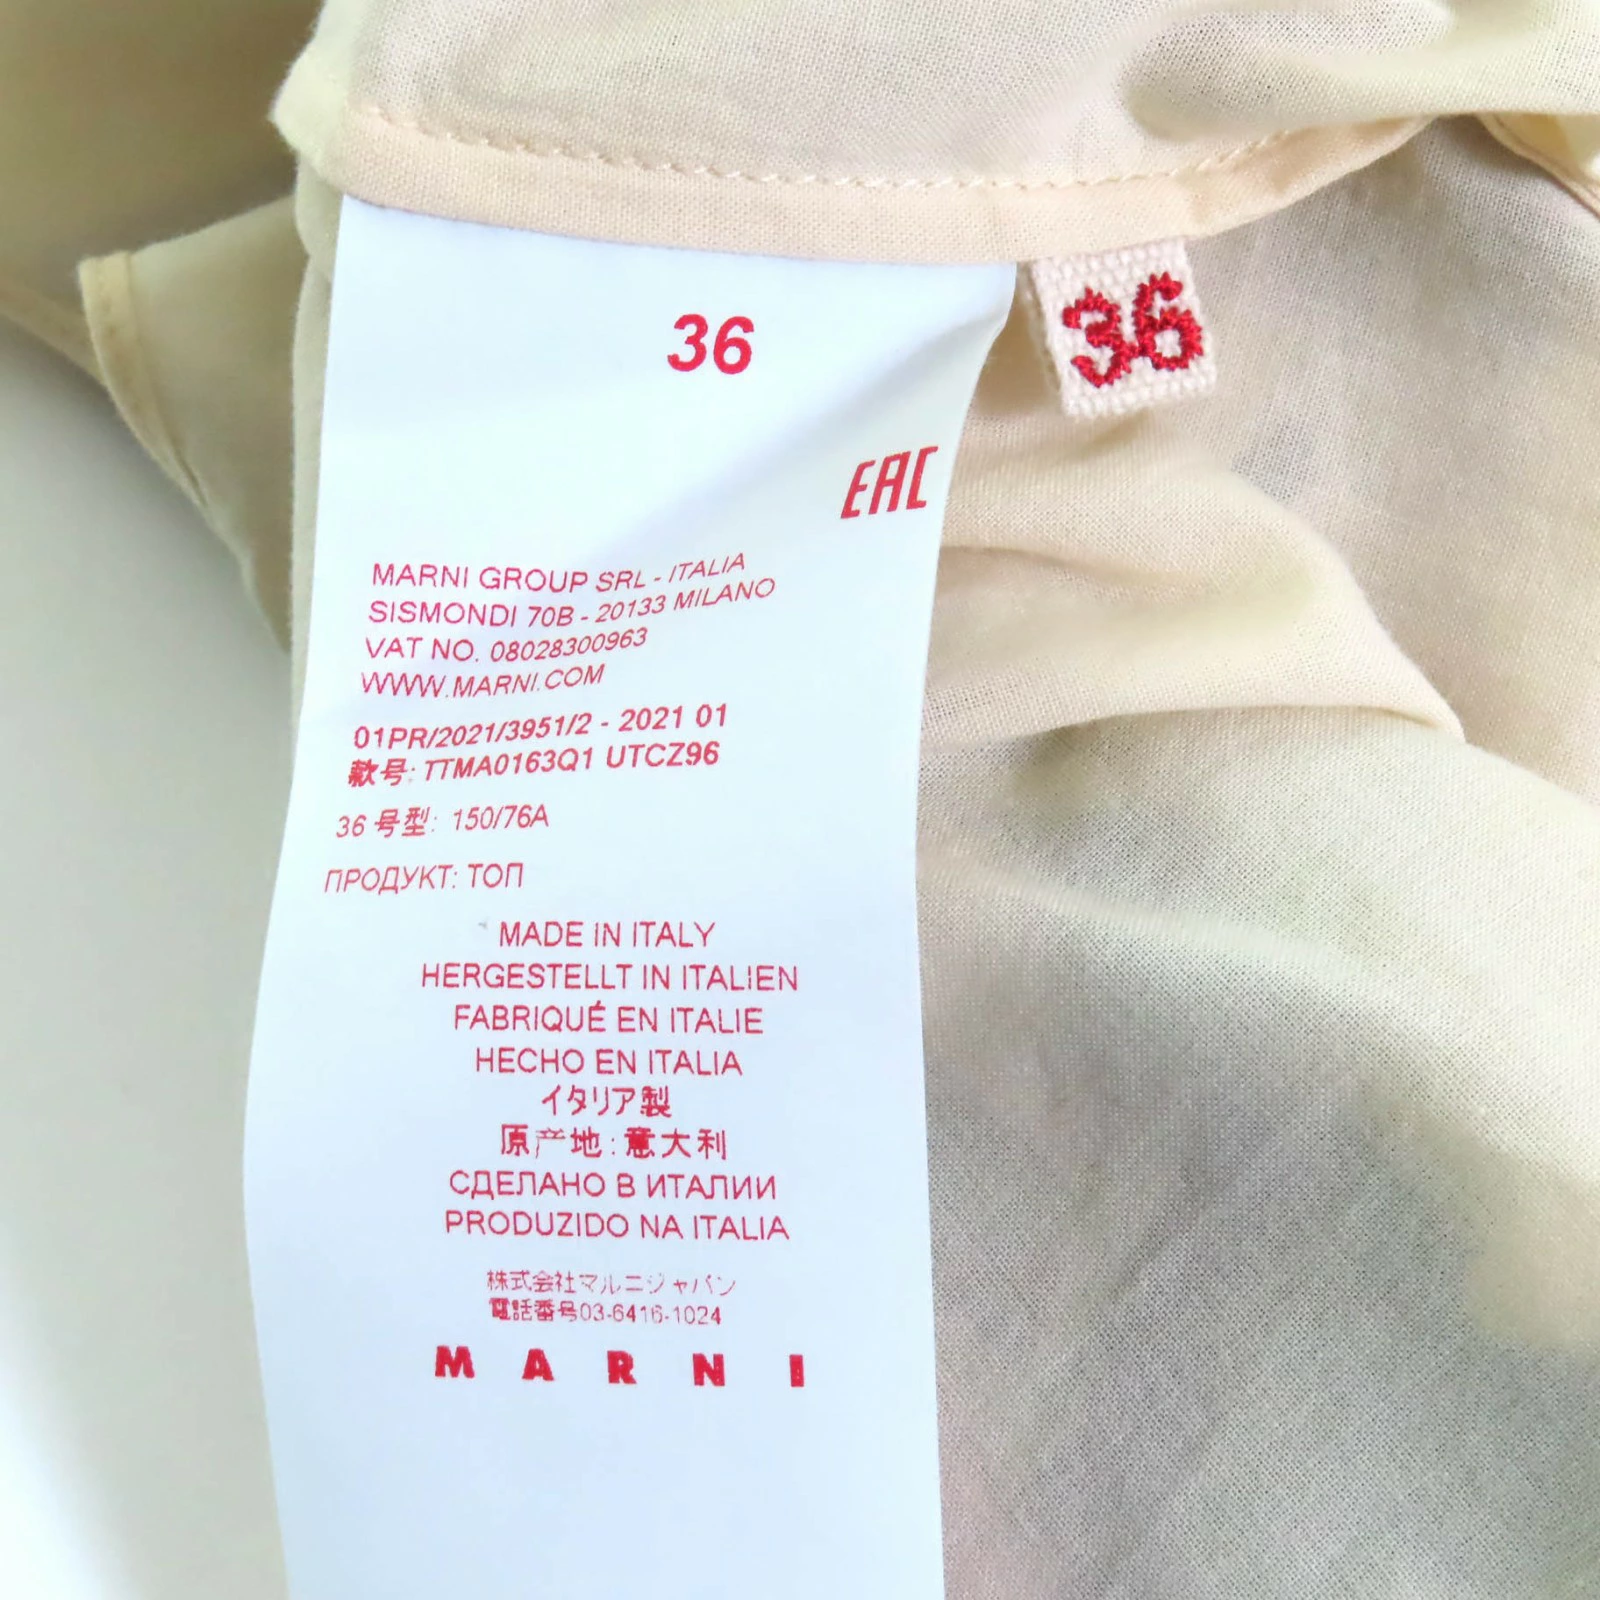 36
36
EAC
MARNI GROUP SRL - ITALIA
SISMONDI 70B - 20133 MILANO
VAT NO. 08028300963
WWW.MARNI.COM
01PR/2021/3951/2 - 2021 01
款号: TTMA0163Q1 UTCZ96
36 号型: 150/76A
ПРОДУКТ: ТОП
MADE IN ITALY
HERGESTELLT IN ITALIEN
FABRIQUÉ EN ITALIE
HECHO EN ITALIA
イタリア製
原产地: 意大利
СДЕЛАНО В ИТАЛИИ
PRODUZIDO NA ITALIA
株式会社マルニジャパン
電話番号03-6416-1024
MARNI